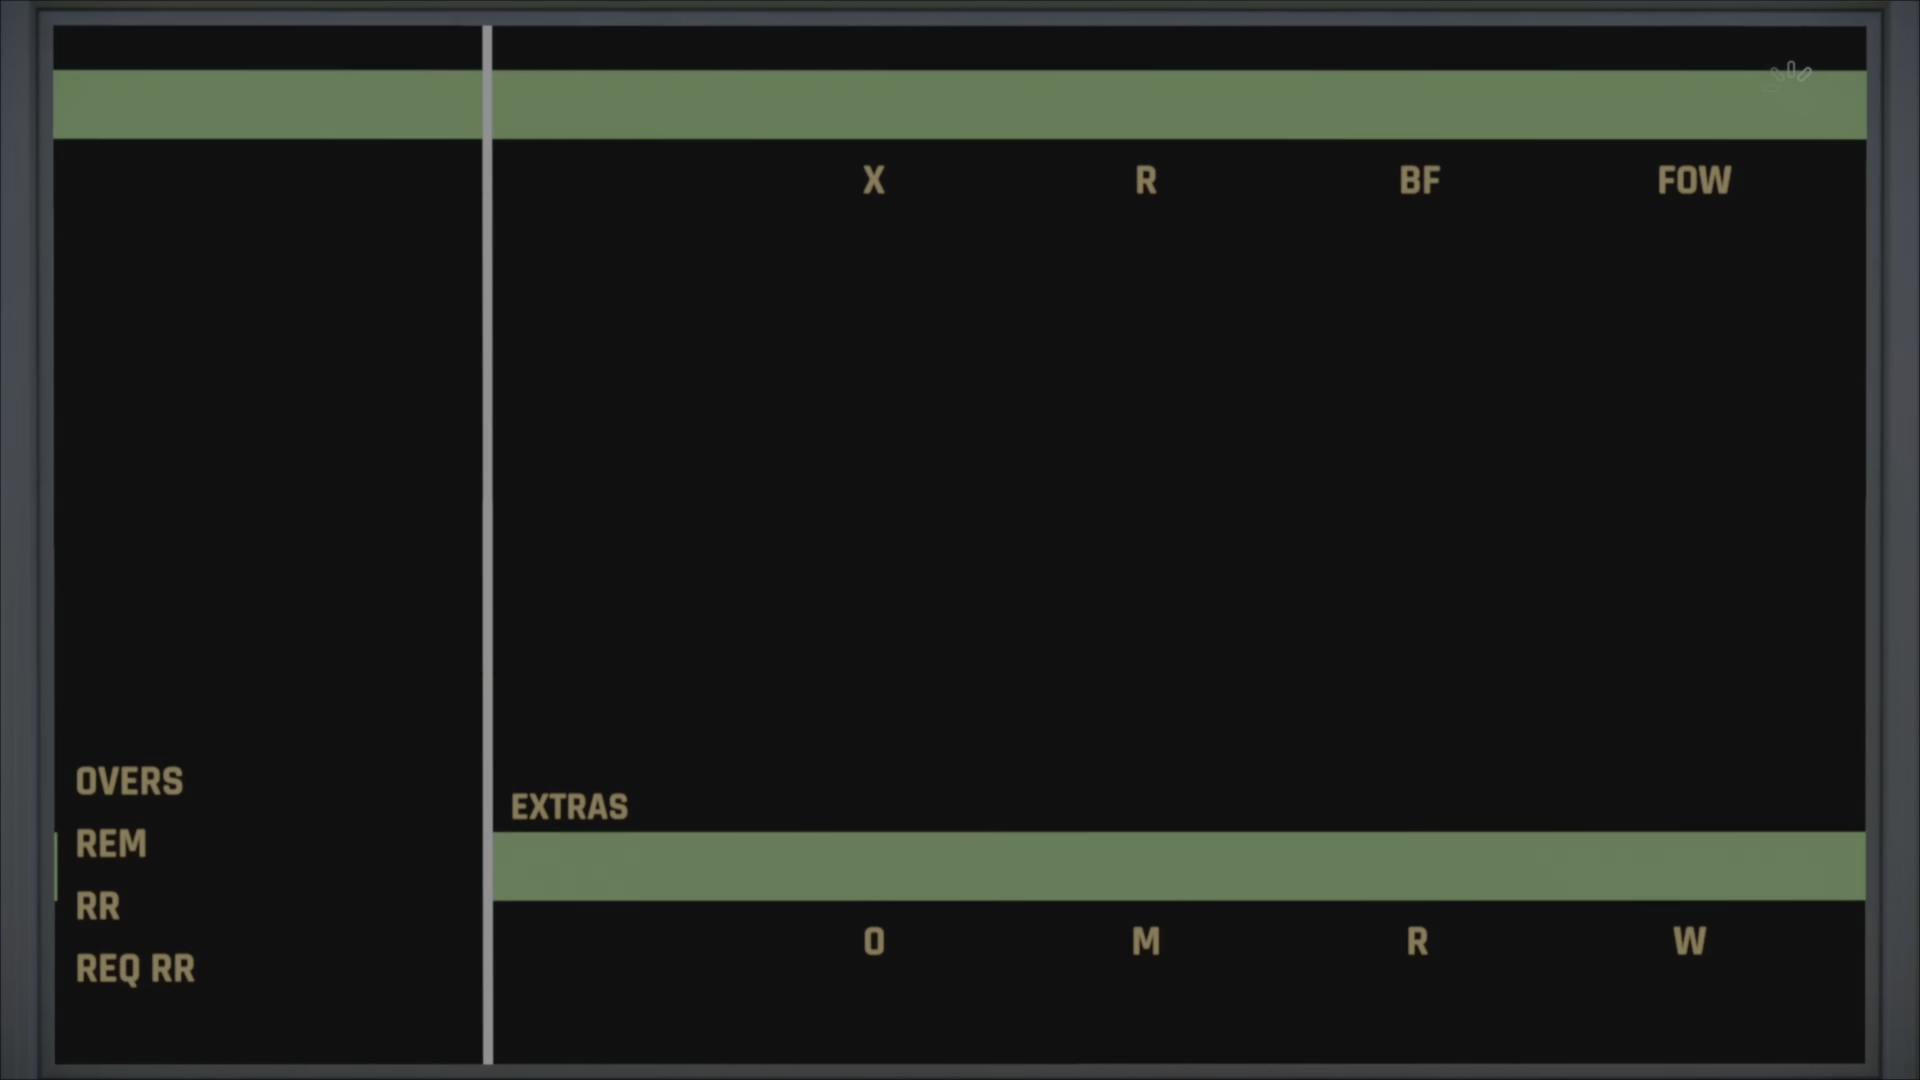 X R BF FOW
OVERS
REM
RR
REQ RR
EXTRAS
O M R W